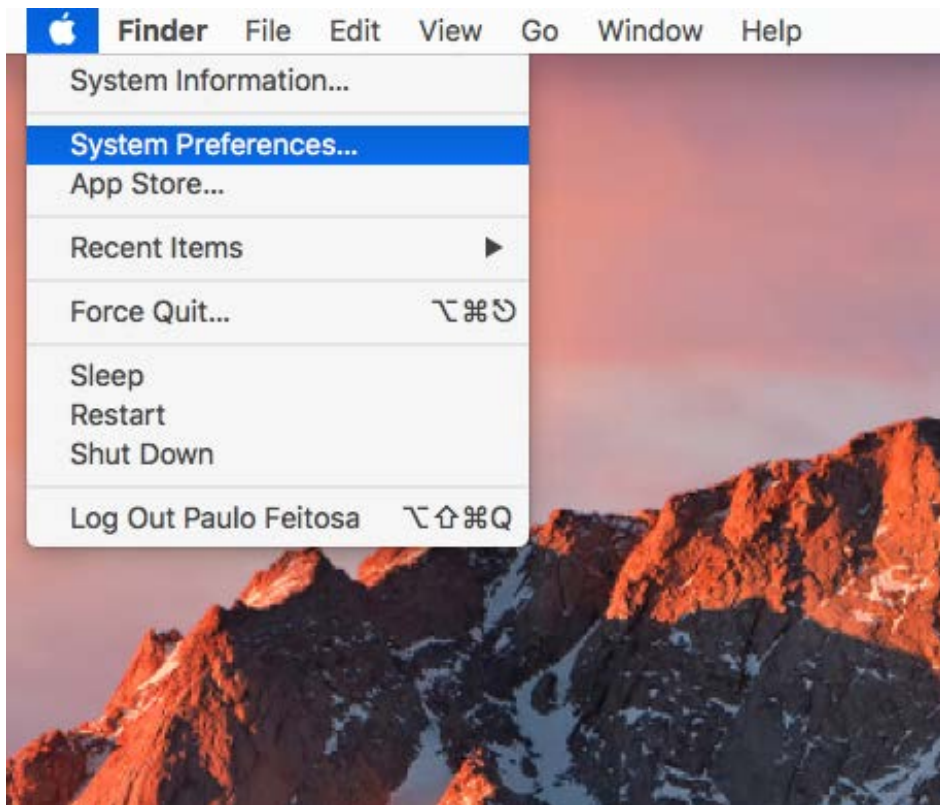 Finder File Edit View Go Window Help
System Information...
System Preferences...
App Store...
Recent Items ▶
Force Quit... ⌥⌘⎋
Sleep
Restart
Shut Down
Log Out Paulo Feitosa ⌥⇧⌘Q